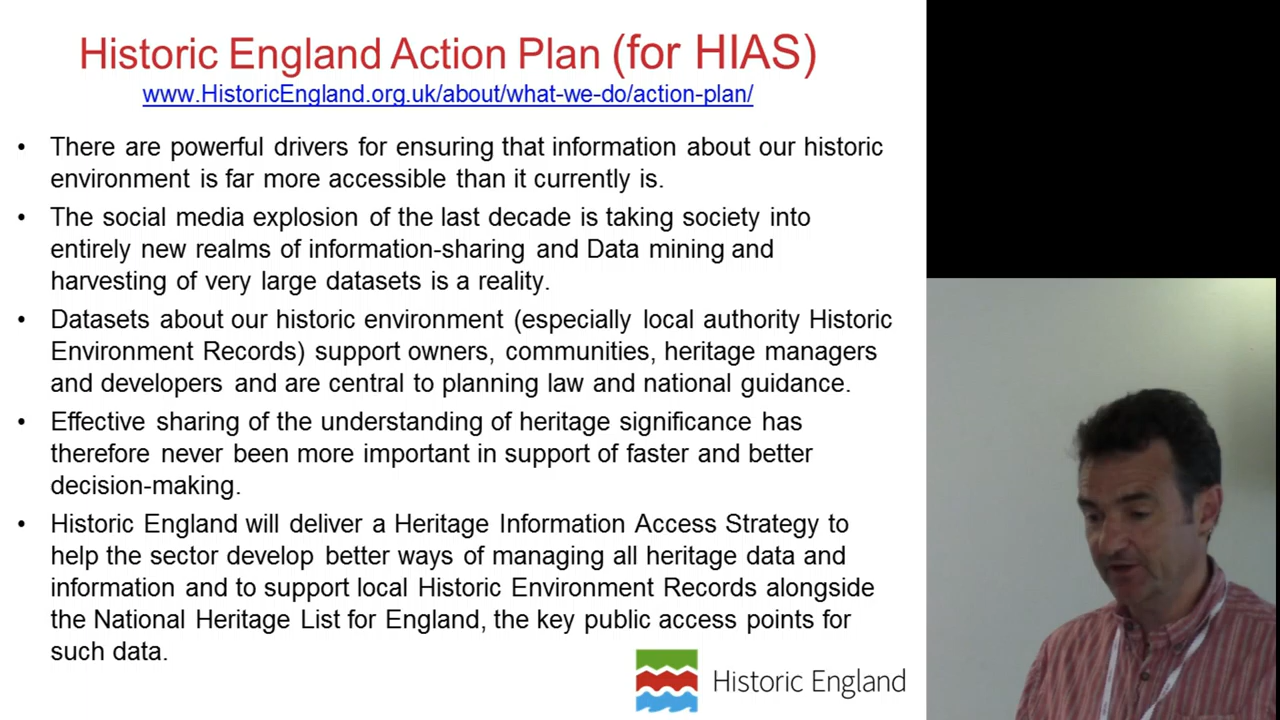 Historic England Action Plan (for HIAS)
www.HistoricEngland.org.uk/about/what-we-do/action-plan/
• There are powerful drivers for ensuring that information about our historic
environment is far more accessible than it currently is.
• The social media explosion of the last decade is taking society into
entirely new realms of information-sharing and Data mining and
harvesting of very large datasets is a reality.
• Datasets about our historic environment (especially local authority Historic
Environment Records) support owners, communities, heritage managers
and developers and are central to planning law and national guidance.
• Effective sharing of the understanding of heritage significance has
therefore never been more important in support of faster and better
decision-making.
• Historic England will deliver a Heritage Information Access Strategy to
help the sector develop better ways of managing all heritage data and
information and to support local Historic Environment Records alongside
the National Heritage List for England, the key public access points for
such data.
Historic England